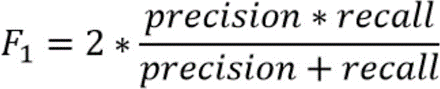 F₁ = 2 * (precision * recall) / (precision + recall)